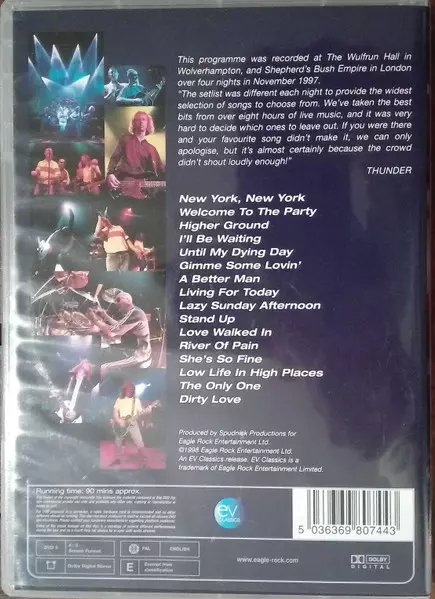 This programme was recorded at The Wulfrun Hall in
Wolverhampton, and Shepherd's Bush Empire in London
over four nights in November 1997.
"The setlist was different each night to provide the widest
selection of songs to choose from. We've taken the best
bits from over eight hours of live music, and it was very
hard to decide which ones to leave out. If you were there
and your favourite song didn't make it, we can only
apologise, but it's almost certainly because the crowd
didn't shout loudly enough!"
THUNDER
New York, New York
Welcome To The Party
Higher Ground
I'll Be Waiting
Until My Dying Day
Gimme Some Lovin'
A Better Man
Living For Today
Lazy Sunday Afternoon
Stand Up
Love Walked In
River Of Pain
She's So Fine
Low Life In High Places
The Only One
Dirty Love
Produced by Spudnick Productions for
Eagle Rock Entertainment Ltd.
©1998 Eagle Rock Entertainment Ltd.
An EV Classics release. EV Classics is a
trademark of Eagle Rock Entertainment Limited.
Running time: 90 mins approx.
ev
CLASSICS
5 036369 807443
PAL
ENGLISH
Dolby Digital Stereo
E
Exempt from
classification
www.eagle-rock.com
DOLBY
DIGITAL